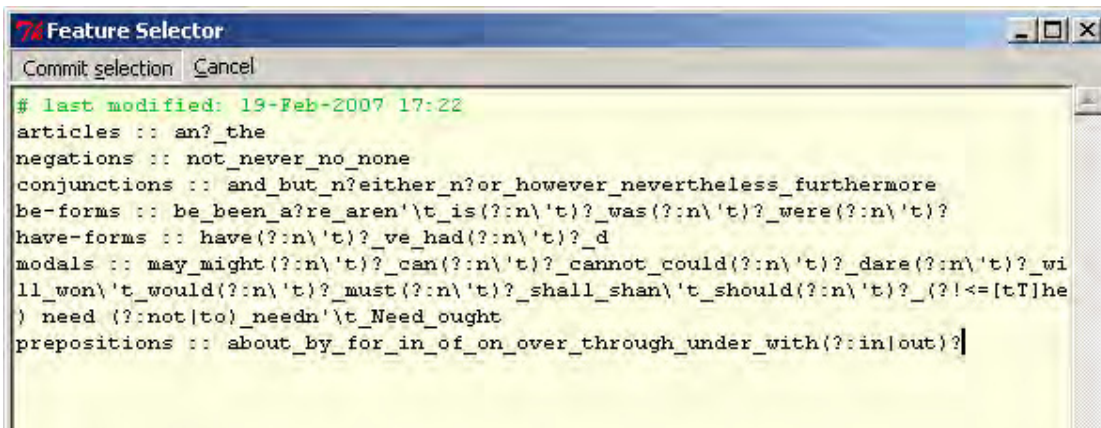 Feature Selector
Commit selection Cancel
# last modified: 19-Feb-2007 17:22
articles :: an?_the
negations :: not_never_no_none
conjunctions :: and_but_n?either_n?or_however_nevertheless_furthermore
be-forms :: be_been_a?re_aren'\t_is(?:n\'t)?_was(?:n\'t)?_were(?:n\'t)?
have-forms :: have(?:n\'t)?_ve_had(?:n\'t)?_d
modals :: may_might(?:n\'t)?_can(?:n\'t)?_cannot_could(?:n\'t)?_dare(?:n\'t)?_wi
ll_won\'t_would(?:n\'t)?_must(?:n\'t)?_shall_shan\'t_should(?:n\'t)?_(?!<=[tT]he
) need (?:not|to)_needn'\t_Need_ought
prepositions :: about_by_for_in_of_on_over_through_under_with(?:in|out)?